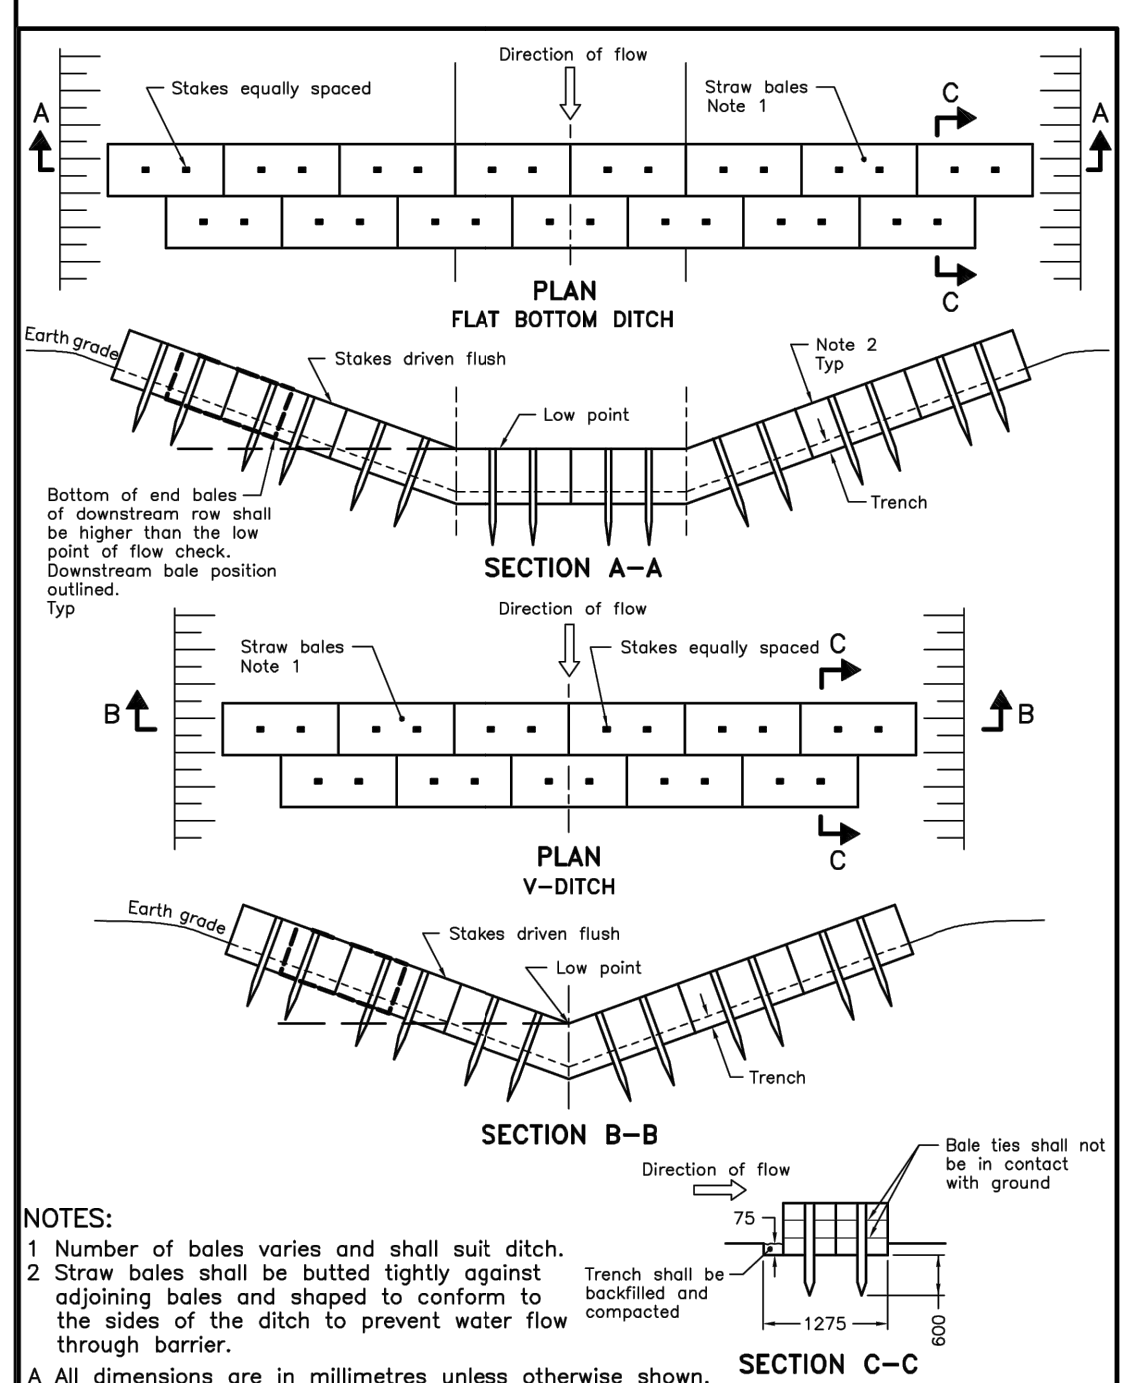 Direction of flow
Stakes equally spaced
Straw bales
Note 1
C
A
A
C
PLAN
FLAT BOTTOM DITCH
Earth grade
Stakes driven flush
Note 2
Typ
Low point
Trench
Bottom of end bales
of downstream row shall
be higher than the low
point of flow check.
Downstream bale position
outlined.
Typ
SECTION A-A
Direction of flow
Straw bales
Note 1
Stakes equally spaced
C
B
B
C
PLAN
V-DITCH
Earth grade
Stakes driven flush
Low point
Trench
SECTION B-B
Bale ties shall not
be in contact
with ground
Direction of flow
75
Trench shall be
backfilled and
compacted
1275
600
SECTION C-C
NOTES:
1 Number of bales varies and shall suit ditch.
2 Straw bales shall be butted tightly against
adjoining bales and shaped to conform to
the sides of the ditch to prevent water flow
through barrier.
A All dimensions are in millimetres unless otherwise shown.